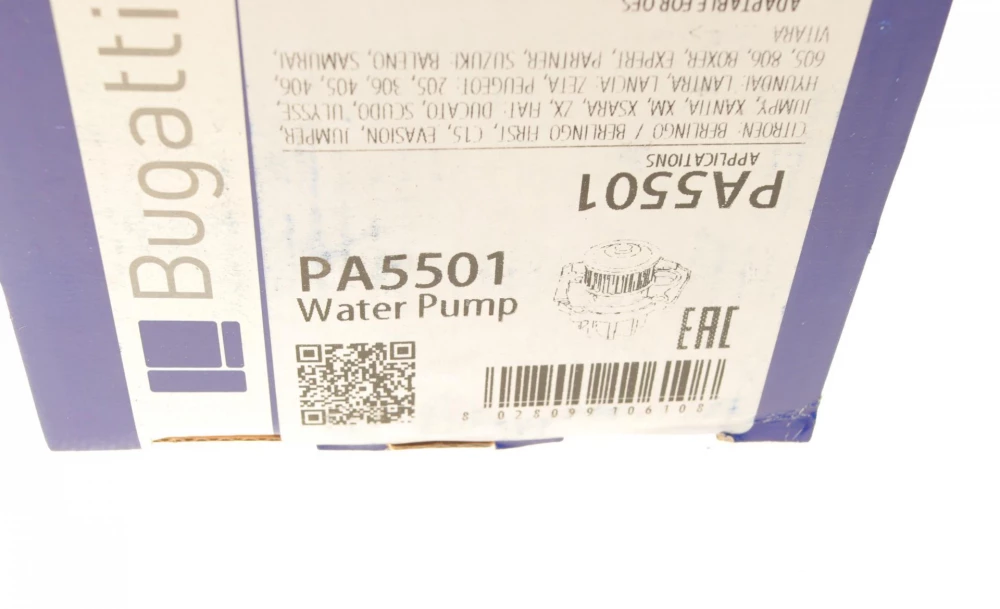 Bugatti
PA5501
Water Pump
EAC
8 028099 106108
PA5501
APPLICATIONS
CITROEN: BERLINGO / BERLINGO FIRST, C15, EVASION, JUMPER,
JUMPY, XANTIA, XM, XSARA, ZX FIAT: DUCATO, SCUDO, ULYSSE,
HYUNDAI: LANTRA, LANCIA: ZETA, PEUGEOT: 205, 306, 405, 406,
605, 806, BOXER, EXPERT, PARTNER, SUZUKI: BALENO, SAMURAI,
VITARA
ADAPTABLE FOR OES